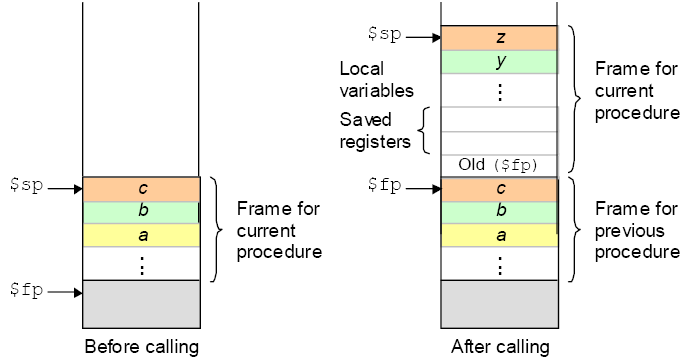 $sp
c
b
a
⋮
$fp
Frame for
current
procedure
Before calling
$sp
z
y
⋮
Local
variables
Saved
registers
Old ($fp)
$fp
c
b
a
⋮
Frame for
current
procedure
Frame for
previous
procedure
After calling